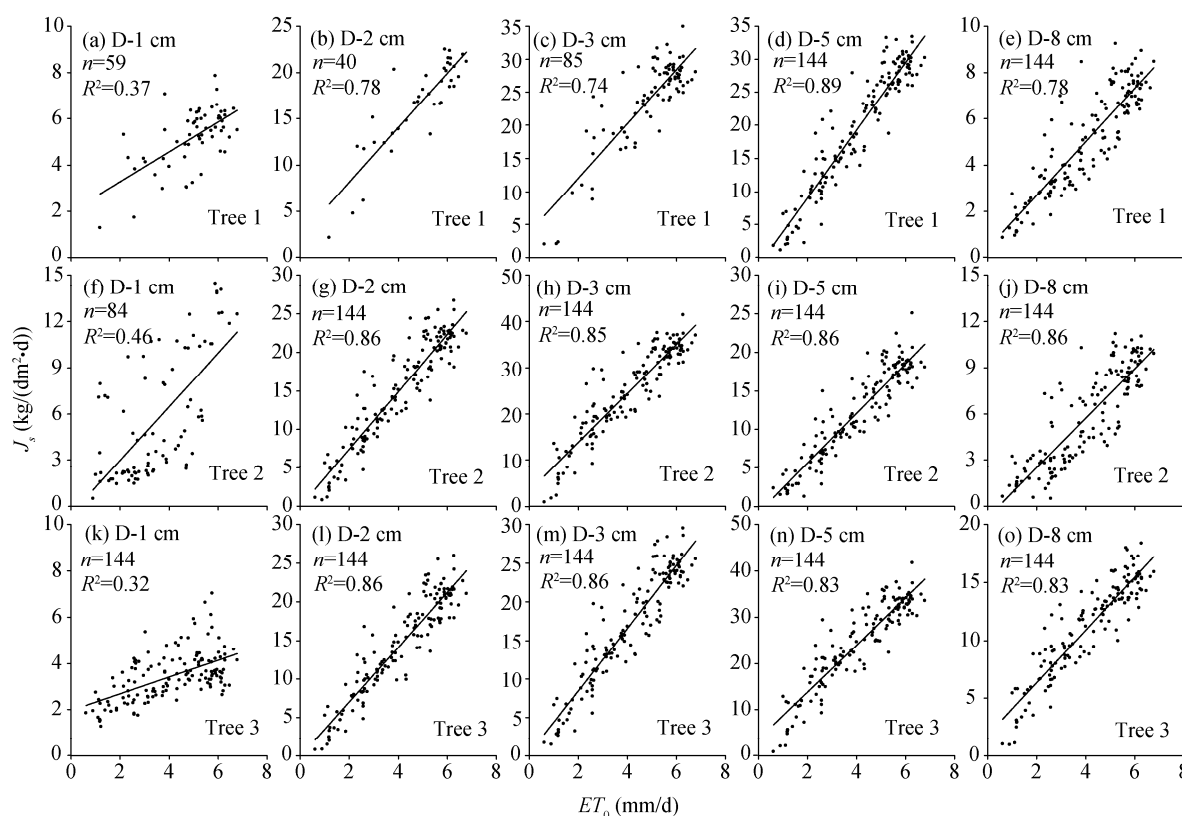 (a) D-1 cm
n=59
R²=0.37
Tree 1
10
8
6
4
2
0
(b) D-2 cm
n=40
R²=0.78
Tree 1
25
20
15
10
5
0
(c) D-3 cm
n=85
R²=0.74
Tree 1
35
30
25
20
15
10
5
0
(d) D-5 cm
n=144
R²=0.89
Tree 1
35
30
25
20
15
10
5
0
(e) D-8 cm
n=144
R²=0.78
Tree 1
10
8
6
4
2
0
Js (kg/(dm²•d))
(f) D-1 cm
n=84
R²=0.46
Tree 2
15
12
9
6
3
0
(g) D-2 cm
n=144
R²=0.86
Tree 2
30
25
20
15
10
5
0
(h) D-3 cm
n=144
R²=0.85
Tree 2
50
40
30
20
10
0
(i) D-5 cm
n=144
R²=0.86
Tree 2
30
25
20
15
10
5
0
(j) D-8 cm
n=144
R²=0.86
Tree 2
15
12
9
6
3
0
(k) D-1 cm
n=144
R²=0.32
Tree 3
10
8
6
4
2
0
0 2 4 6 8
(l) D-2 cm
n=144
R²=0.86
Tree 3
30
25
20
15
10
5
0
0 2 4 6 8
(m) D-3 cm
n=144
R²=0.86
Tree 3
30
25
20
15
10
5
0
0 2 4 6 8
(n) D-5 cm
n=144
R²=0.83
Tree 3
50
40
30
20
10
0
0 2 4 6 8
(o) D-8 cm
n=144
R²=0.83
Tree 3
20
15
10
5
0
0 2 4 6 8
ET₀ (mm/d)